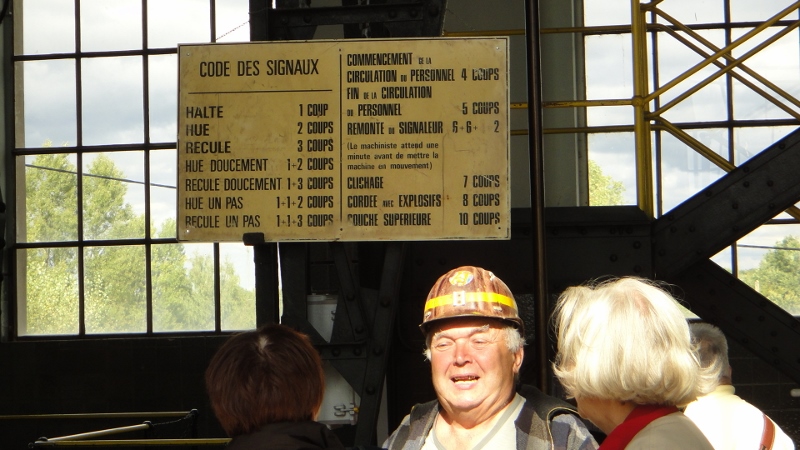 CODE DES SIGNAUX
HALTE 1 COUP
HUE 2 COUPS
RECULE 3 COUPS
HUE DOUCEMENT 1-2 COUPS
RECULE DOUCEMENT 1-3 COUPS
HUE UN PAS 1-1-2 COUPS
RECULE UN PAS 1-1-3 COUPS
COMMENCEMENT DE LA
CIRCULATION DU PERSONNEL 4 COUPS
FIN DE LA CIRCULATION
DU PERSONNEL 5 COUPS
REMONTE DU SIGNALEUR 6-6-1-2
(Le machiniste attend une
minute avant de mettre la
machine en mouvement)
CLICHAGE 7 COUPS
CORDEE AVEC EXPLOSIFS 8 COUPS
COUCHE SUPERIEURE 10 COUPS